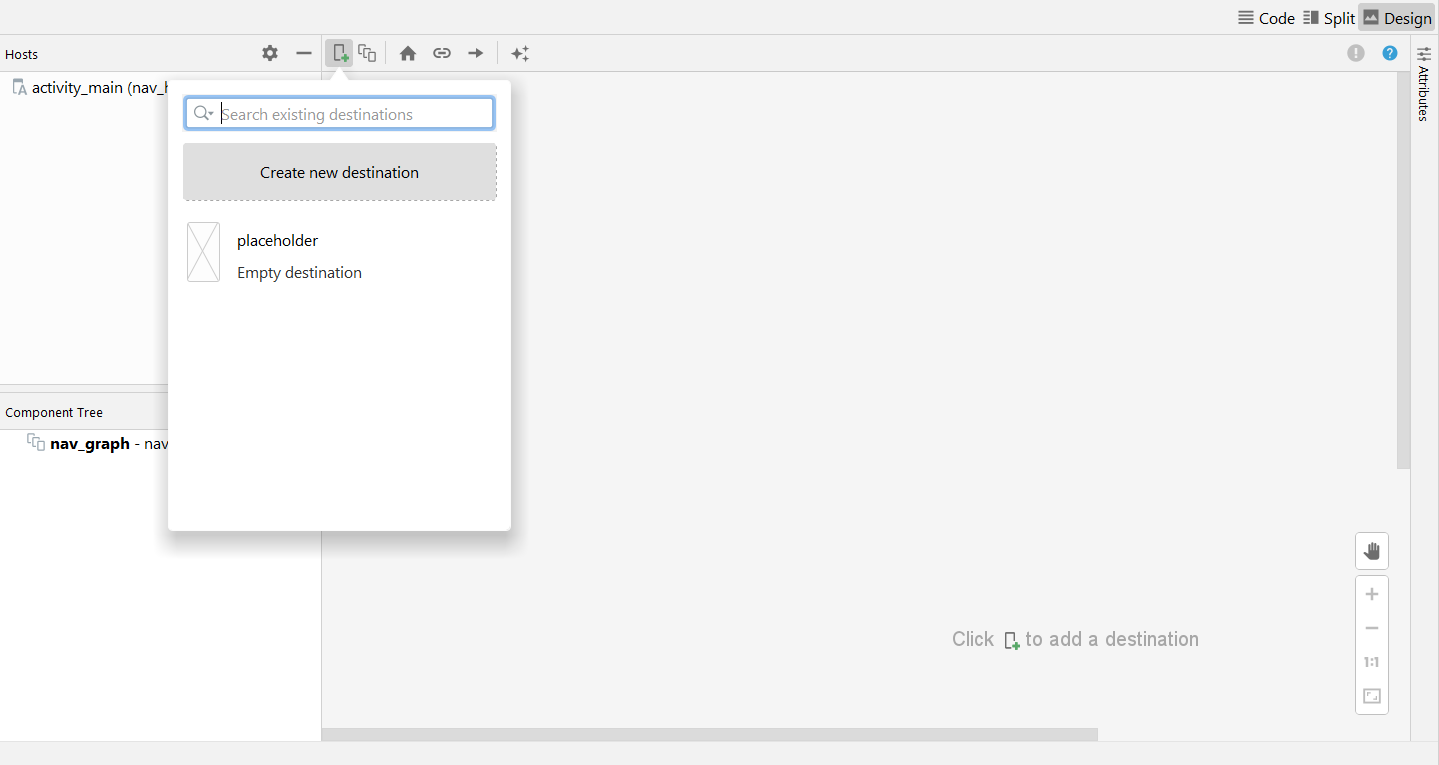 Code Split Design
Hosts
activity_main (nav_h
Search existing destinations
Create new destination
placeholder
Empty destination
Component Tree
nav_graph - nav
Click to add a destination
1:1
Attributes